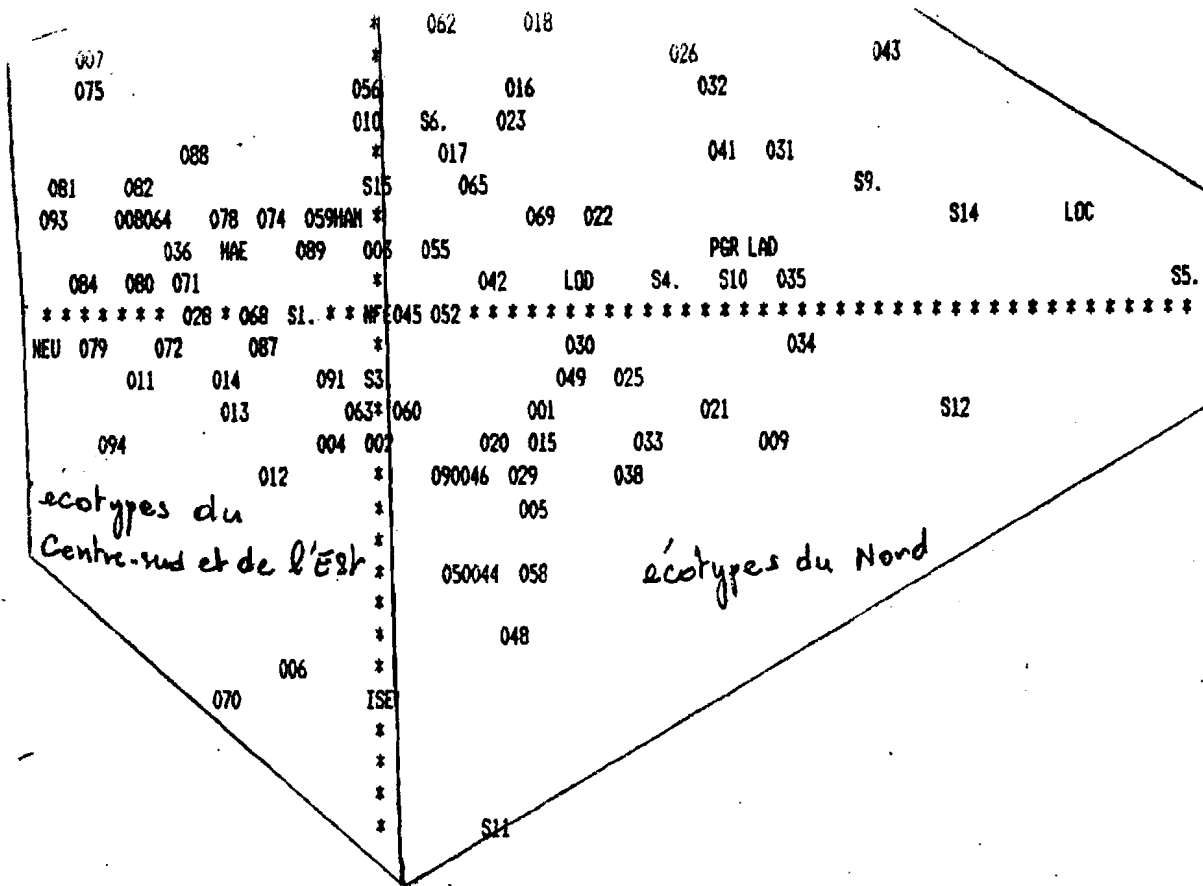 * 062 018
007 * 026 043
075 056 016 032
010 S6. 023
088 * 017 041 031
081 082 S15 065 S9.
093 008064 078 074 059HAM * 069 022 S14 LOC
036 MAE 089 003 055 PGR LAD
084 080 071 * 042 LOD S4. S10 035 S5.
* * * * * * * 028 * 068 S1. * * 045 052 * * * * * * * * * * * * * * * * * * * * * * * * * * * * * * * * * * * * * *
NEU 079 072 087 * 030 034
011 014 091 S3 049 025
013 063* 060 001 021 S12
094 004 002 020 015 033 009
012 * 090046 029 038
écotypes du * 005
Centre-sud et de l'Est *
* 050044 058 écotypes du Nord
*
* 048
006 *
070 ISE
*
*
*
* S11